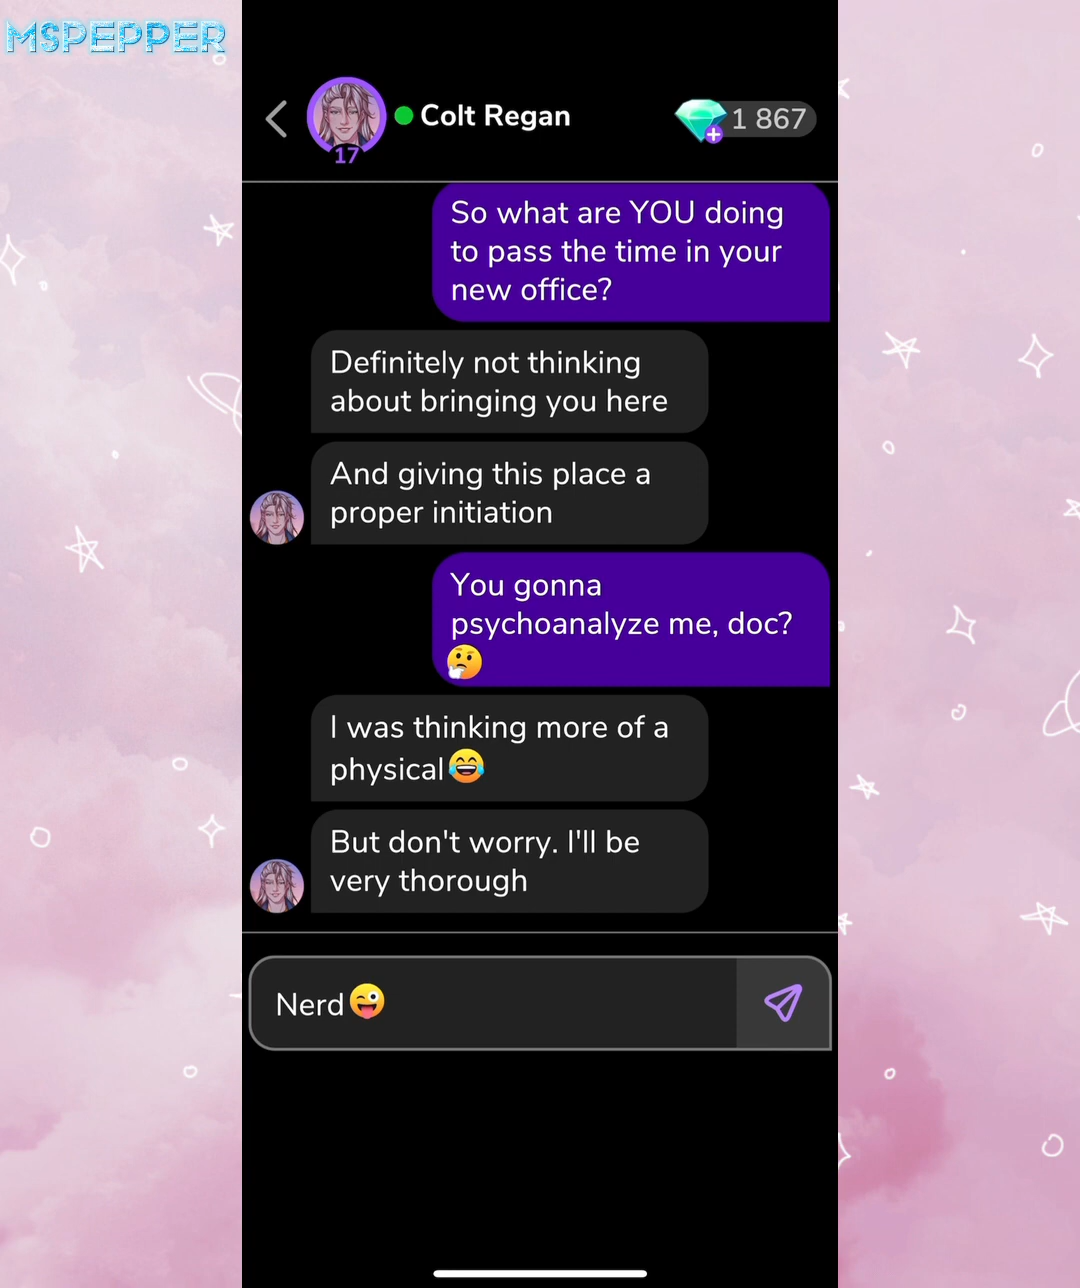 MSPEPPER
Colt Regan
1 867
17
So what are YOU doing
to pass the time in your
new office?
Definitely not thinking
about bringing you here
And giving this place a
proper initiation
You gonna
psychoanalyze me, doc?
🤔
I was thinking more of a
physical😂
But don't worry. I'll be
very thorough
Nerd😜